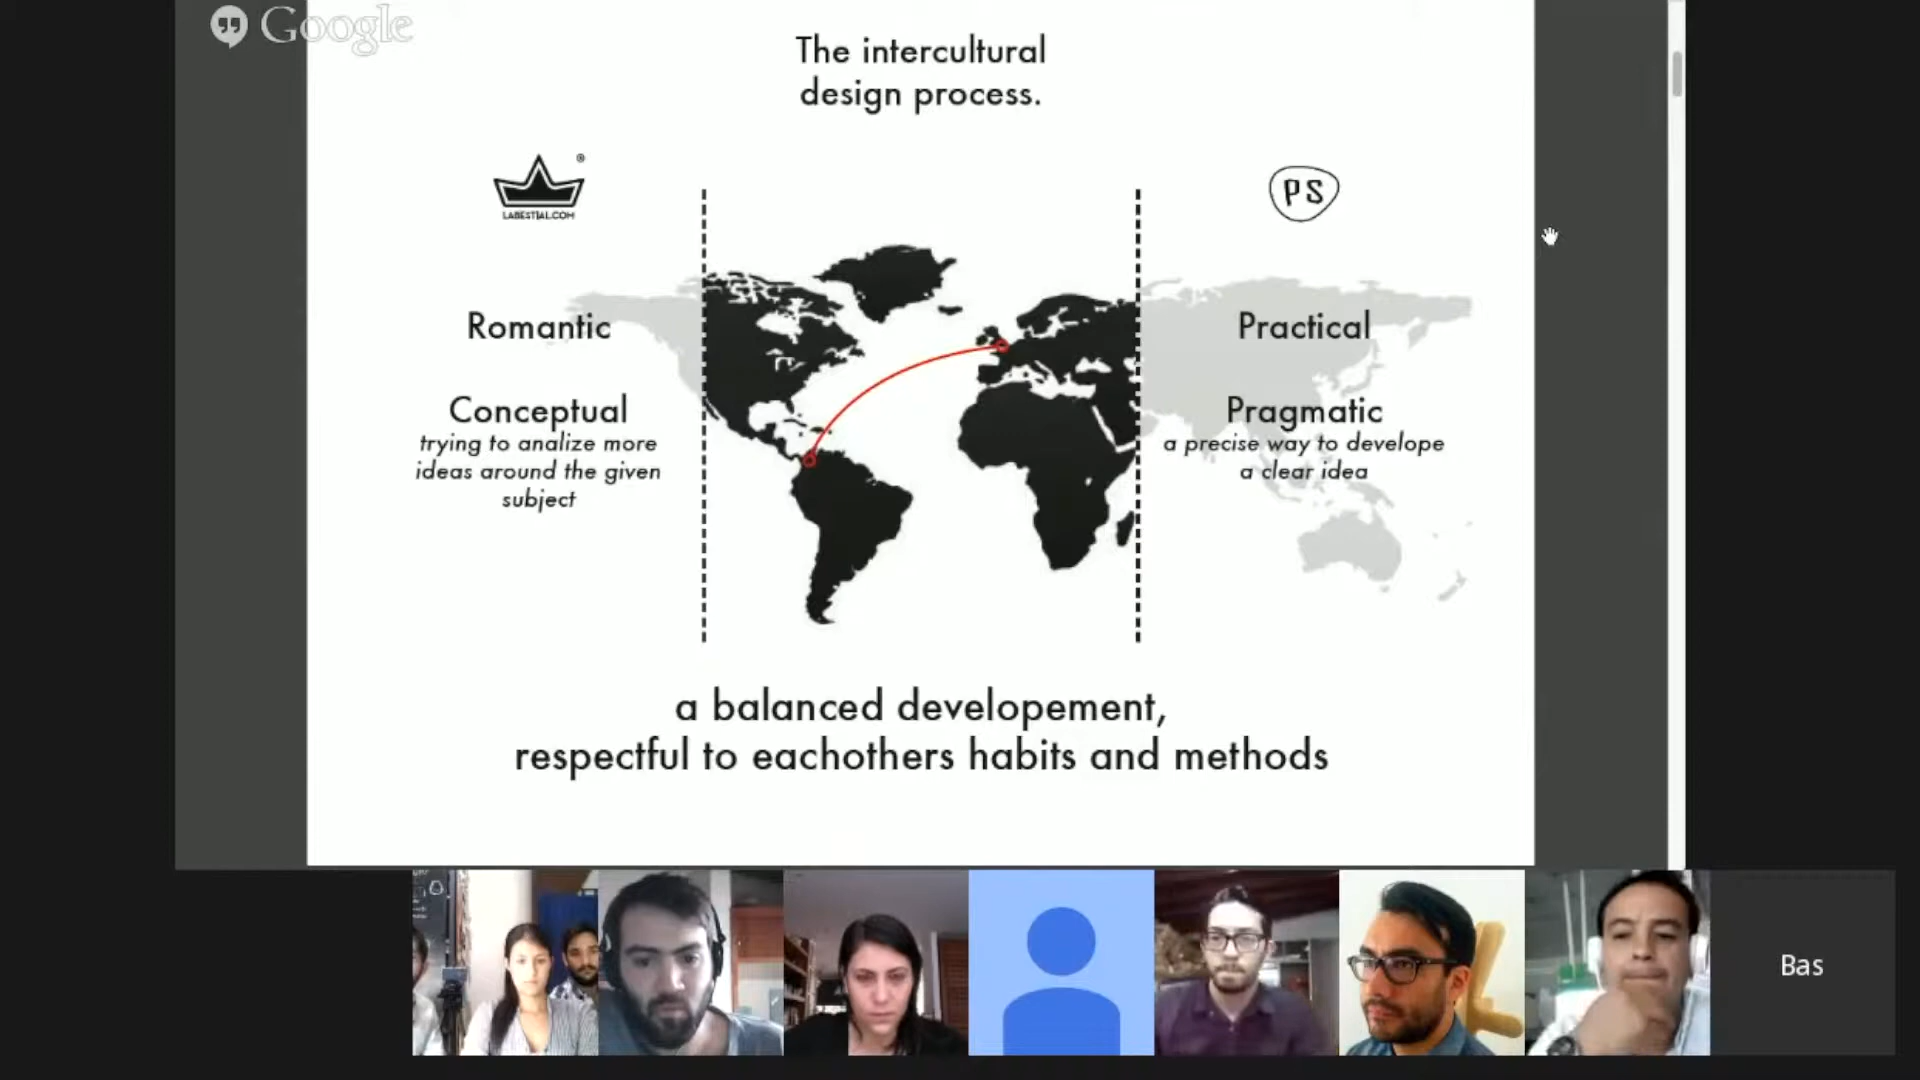 Google
The intercultural
design process.
®
LABESTIAL.COM
PS
Romantic
Practical
Conceptual
trying to analize more
ideas around the given
subject
Pragmatic
a precise way to develope
a clear idea
a balanced developement,
respectful to eachothers habits and methods
Bas